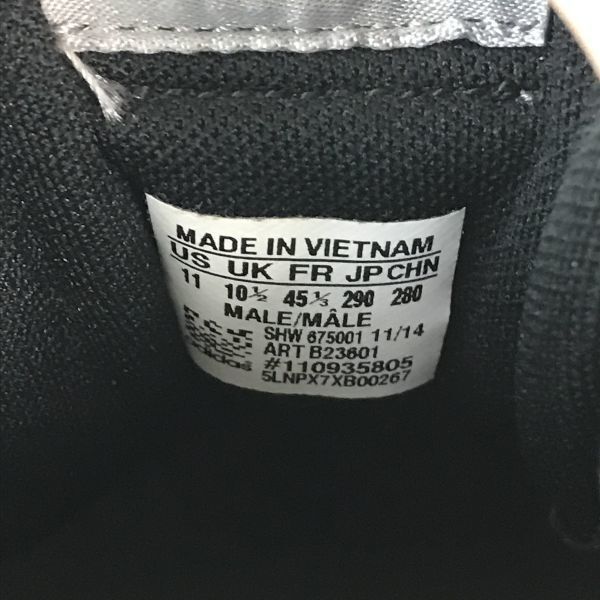 MADE IN VIETNAM
US UK FR JP CHN
11 10½ 45⅓ 290 280
MALE/MÂLE
SHW 675001 11/14
ART B23601
adidas #110935805
5LNPX7XB00267